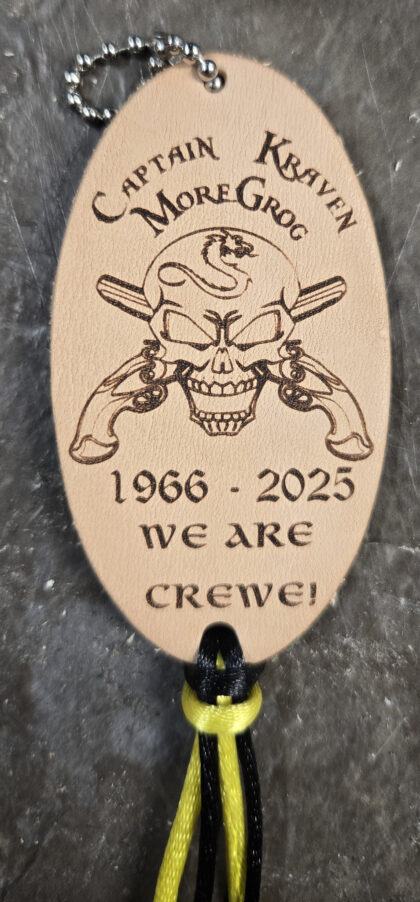 Captain Kraven
MoreGrog
1966 - 2025
WE ARE
CREWE!